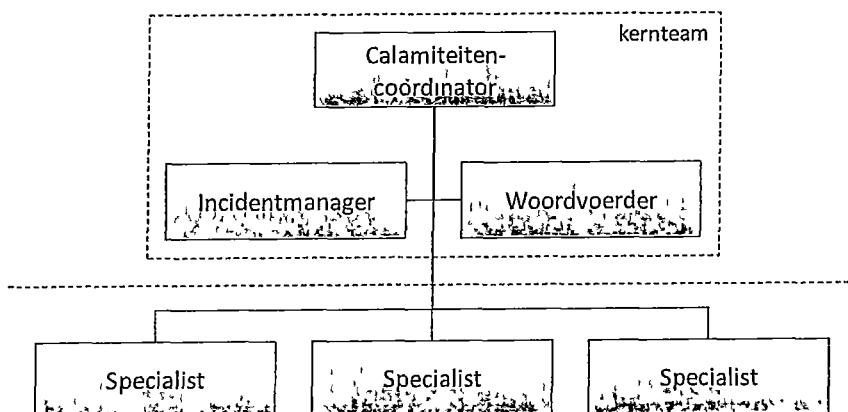 kernteam
Calamiteiten-
coördinator
Incidentmanager
Woordvoerder
Specialist
Specialist
Specialist